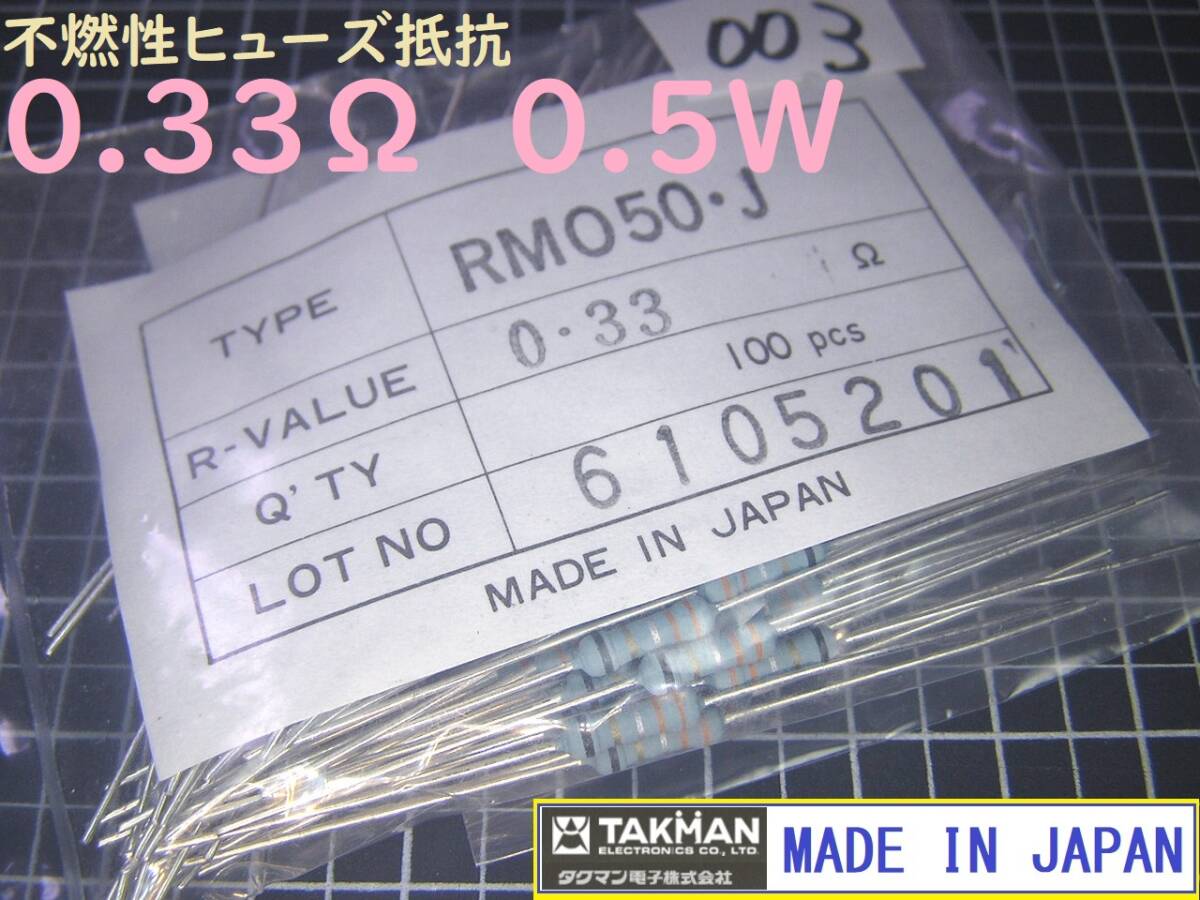 不燃性ヒューズ抵抗
0.33Ω 0.5W
003
TYPE RMO50・J
R-VALUE 0・33 Ω
Q'TY 100 pcs
LOT NO 6105201
MADE IN JAPAN
TAKMAN
ELECTRONICS CO., LTD.
タクマン電子株式会社
MADE IN JAPAN